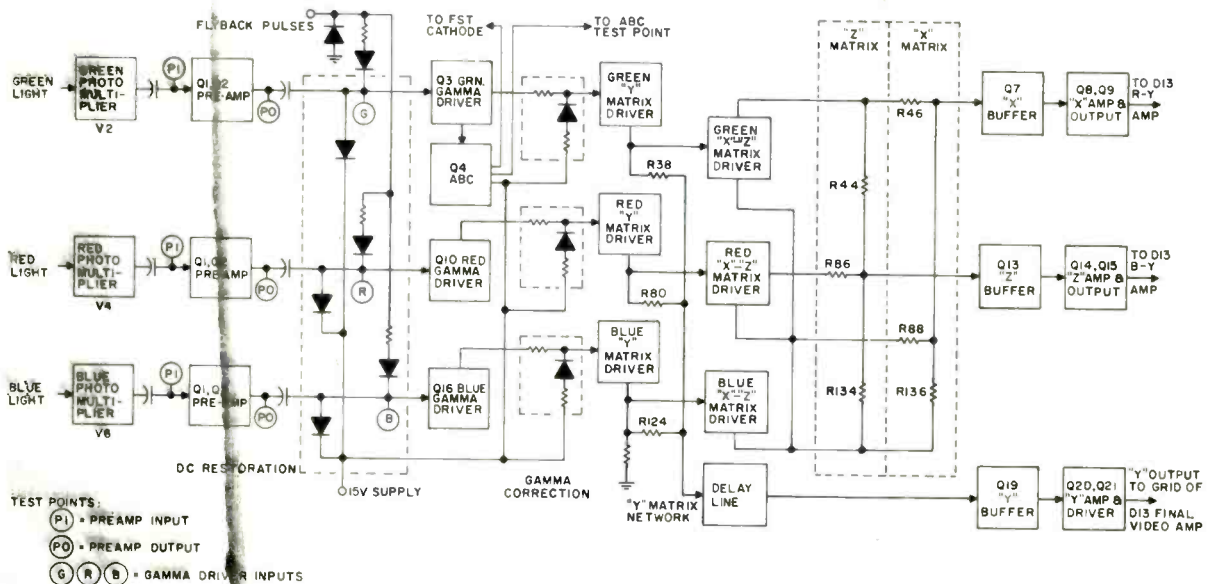 FLYBACK PULSES
TO FST
CATHODE
TO ABC
TEST POINT
"Z"
MATRIX
"X"
MATRIX
GREEN
LIGHT
GREEN
PHOTO
MULTI-
PLIER
V2
PI
Q1,Q2
PRE-AMP
PO
G
Q3 GRN.
GAMMA
DRIVER
Q4
ABC
GREEN
"Y"
MATRIX
DRIVER
R38
GREEN
"X"-"Z"
MATRIX
DRIVER
R44
R46
Q7
"X"
BUFFER
Q8, Q9
"X" AMP &
OUTPUT
TO D13
R-Y
AMP
RED
LIGHT
RED
PHOTO
MULTI-
PLIER
V4
PI
Q1,Q2
PRE-AMP
PO
R
Q10 RED
GAMMA
DRIVER
RED
"Y"
MATRIX
DRIVER
R80
RED
"X"-"Z"
MATRIX
DRIVER
R86
R88
Q13
"Z"
BUFFER
Q14, Q15
"Z" AMP &
OUTPUT
TO D13
B-Y
AMP
BLUE
LIGHT
BLUE
PHOTO
MULTI-
PLIER
V6
PI
Q1,Q2
PRE-AMP
PO
B
Q16 BLUE
GAMMA
DRIVER
BLUE
"Y"
MATRIX
DRIVER
R124
BLUE
"X"-"Z"
MATRIX
DRIVER
R134
R136
DC RESTORATION
15V SUPPLY
GAMMA
CORRECTION
"Y" MATRIX
NETWORK
DELAY
LINE
Q19
"Y"
BUFFER
Q20, Q21
"Y" AMP &
DRIVER
"Y" OUTPUT
TO GRID OF
D13 FINAL
VIDEO AMP
TEST POINTS:
PI = PREAMP INPUT
PO = PREAMP OUTPUT
G R B = GAMMA DRIVER INPUTS